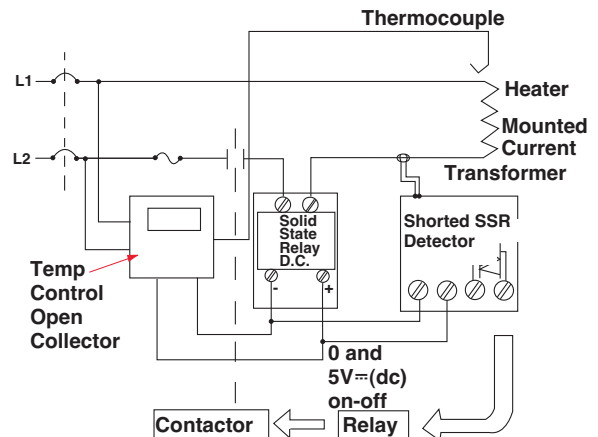 Thermocouple
L1
Heater
Mounted
Current
Transformer
L2
Solid
State
Relay
D.C.
- +
Shorted SSR
Detector
Temp
Control
Open
Collector
0 and
5V⎓(dc)
on-off
Contactor
Relay